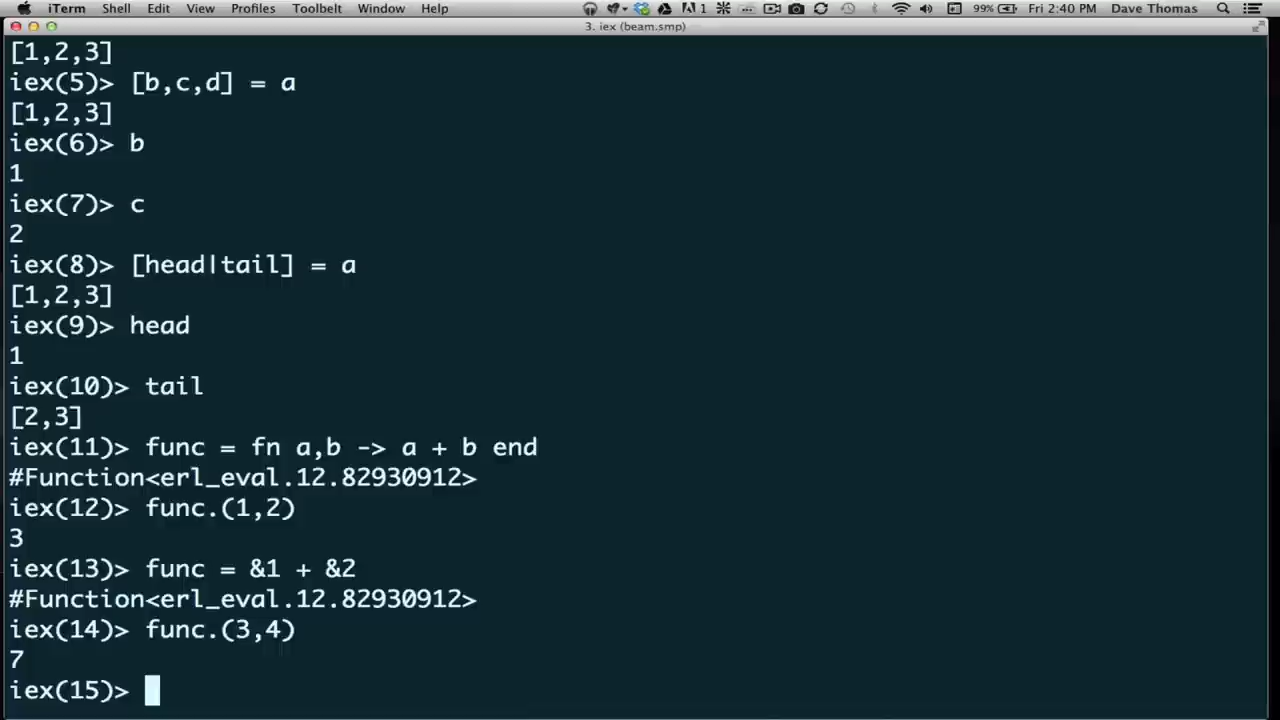 iTerm Shell Edit View Profiles Toolbelt Window Help 1 99% Fri 2:40 PM Dave Thomas
3. iex (beam.smp)
[1,2,3]
iex(5)> [b,c,d] = a
[1,2,3]
iex(6)> b
1
iex(7)> c
2
iex(8)> [head|tail] = a
[1,2,3]
iex(9)> head
1
iex(10)> tail
[2,3]
iex(11)> func = fn a,b -> a + b end
#Function<erl_eval.12.82930912>
iex(12)> func.(1,2)
3
iex(13)> func = &1 + &2
#Function<erl_eval.12.82930912>
iex(14)> func.(3,4)
7
iex(15)>